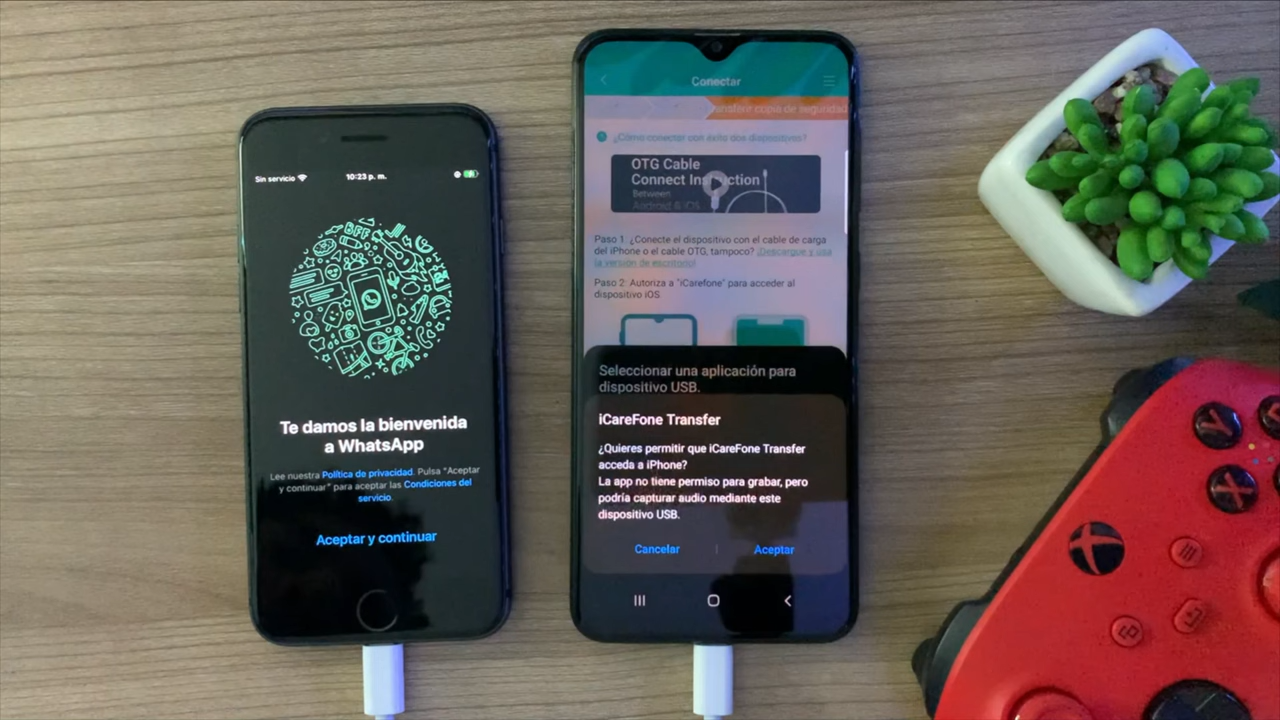 Sin servicio
10:23 p. m.
BFF
Te damos la bienvenida
a WhatsApp
Lee nuestra Política de privacidad. Pulsa "Aceptar
y continuar" para aceptar las Condiciones del
servicio.
Aceptar y continuar
Conectar
ansferir copia de seguridad
¿Cómo conectar con éxito dos dispositivos?
OTG Cable
Connect Instruction
Between
Android & iOS
Paso 1: ¿Conecte el dispositivo con el cable de carga
del iPhone o el cable OTG, tampoco? ¡Descargue y usa
la versión de escritorio!
Paso 2: Autoriza a "iCarefone" para acceder al
dispositivo iOS.
Seleccionar una aplicación para
dispositivo USB.
iCareFone Transfer
¿Quieres permitir que iCareFone Transfer
acceda a iPhone?
La app no tiene permiso para grabar, pero
podría capturar audio mediante este
dispositivo USB.
Cancelar | Aceptar
Y
X